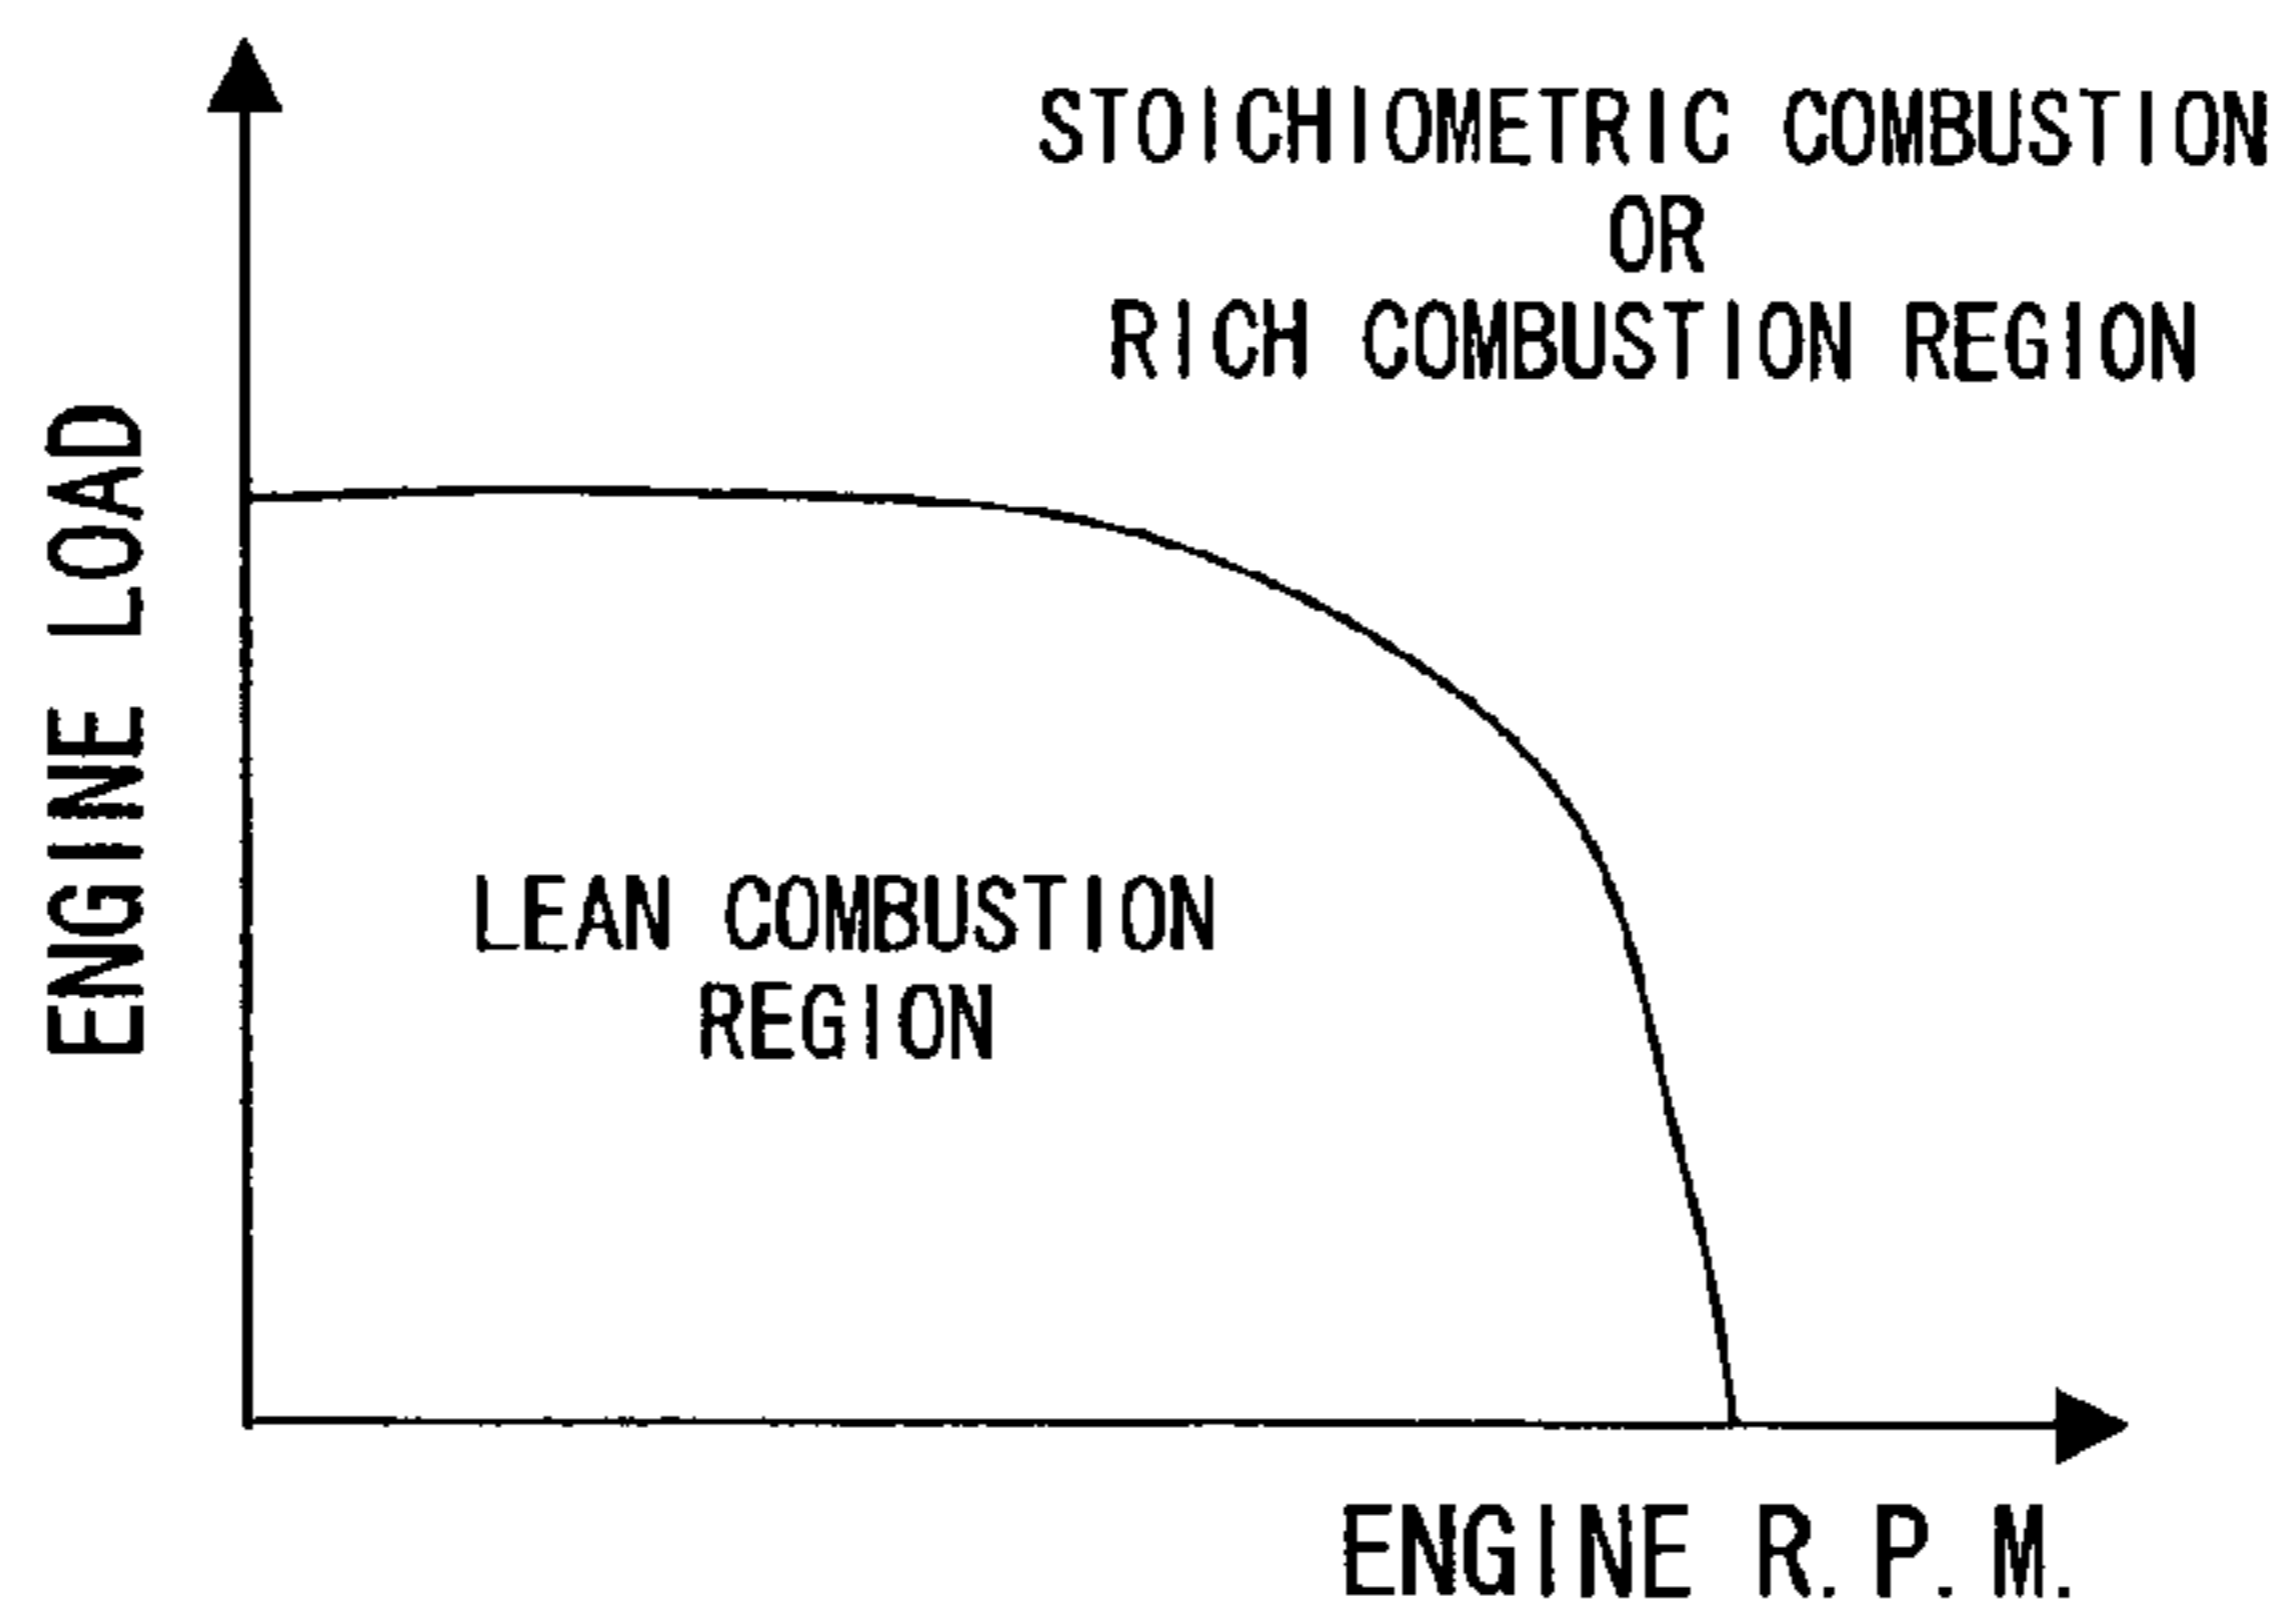 STOICHIOMETRIC COMBUSTION
OR
RICH COMBUSTION REGION
ENGINE LOAD
LEAN COMBUSTION
REGION
ENGINE R.P.M.